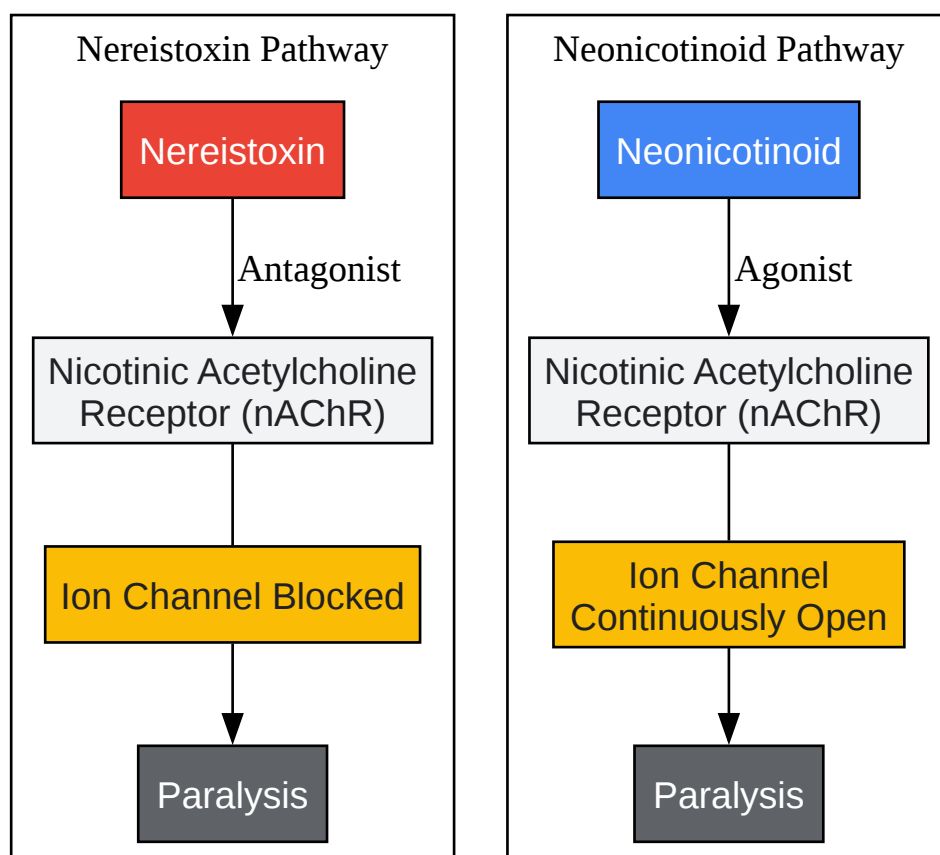 Nereistoxin Pathway
Nereistoxin
Antagonist
Nicotinic Acetylcholine
Receptor (nAChR)
Ion Channel Blocked
Paralysis
Neonicotinoid Pathway
Neonicotinoid
Agonist
Nicotinic Acetylcholine
Receptor (nAChR)
Ion Channel
Continuously Open
Paralysis